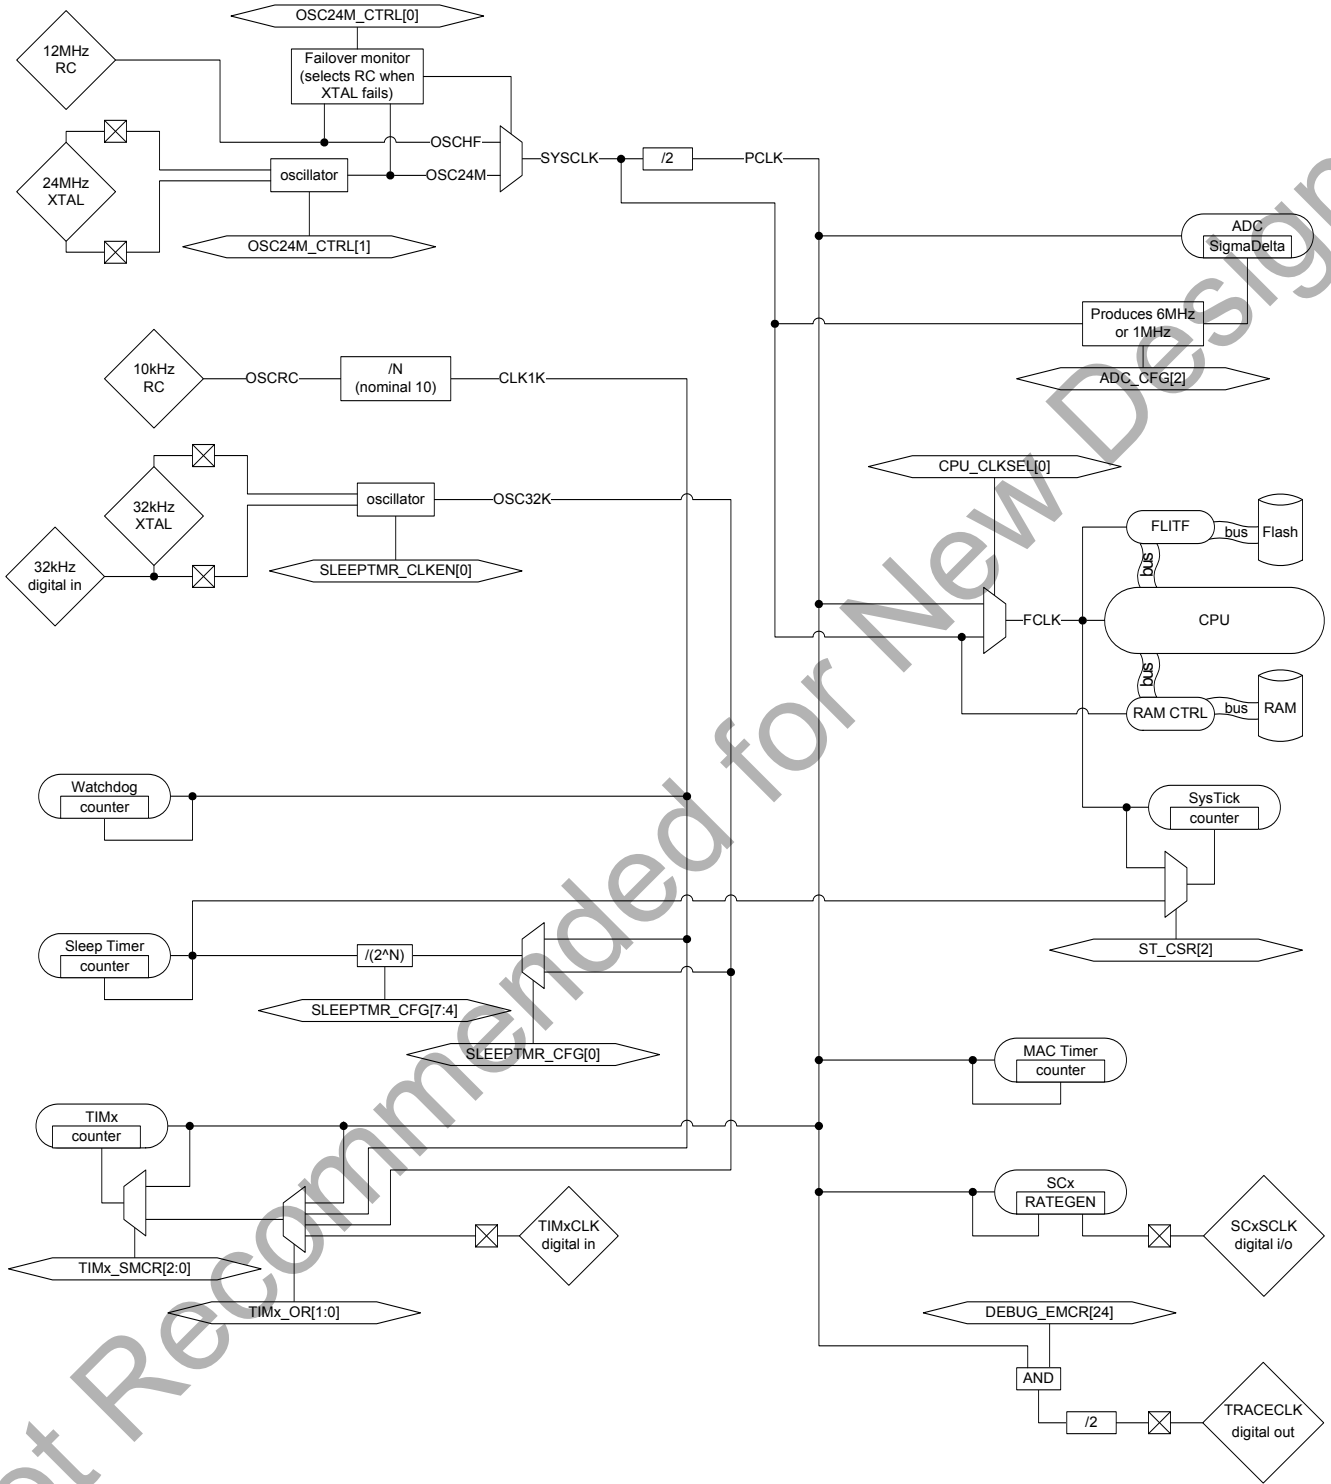 OSC24M_CTRL[0]
12MHz
RC
Failover monitor
(selects RC when
XTAL fails)
OSCHF
SYSCLK
/2
PCLK
24MHz
XTAL
oscillator
OSC24M
OSC24M_CTRL[1]
ADC
SigmaDelta
Produces 6MHz
or 1MHz
ADC_CFG[2]
10kHz
RC
OSCRC
/N
(nominal 10)
CLK1K
CPU_CLKSEL[0]
32kHz
XTAL
oscillator
OSC32K
32kHz
digital in
SLEEPTMR_CLKEN[0]
FLITF
bus
Flash
bus
FCLK
CPU
bus
RAM CTRL
bus
RAM
Watchdog
counter
SysTick
counter
Sleep Timer
counter
/(2^N)
ST_CSR[2]
SLEEPTMR_CFG[7:4]
SLEEPTMR_CFG[0]
MAC Timer
counter
TIMx
counter
TIMxCLK
digital in
TIMx_SMCR[2:0]
TIMx_OR[1:0]
SCx
RATEGEN
SCxSCLK
digital i/o
DEBUG_EMCR[24]
AND
/2
TRACECLK
digital out
ot Recommended for New Design